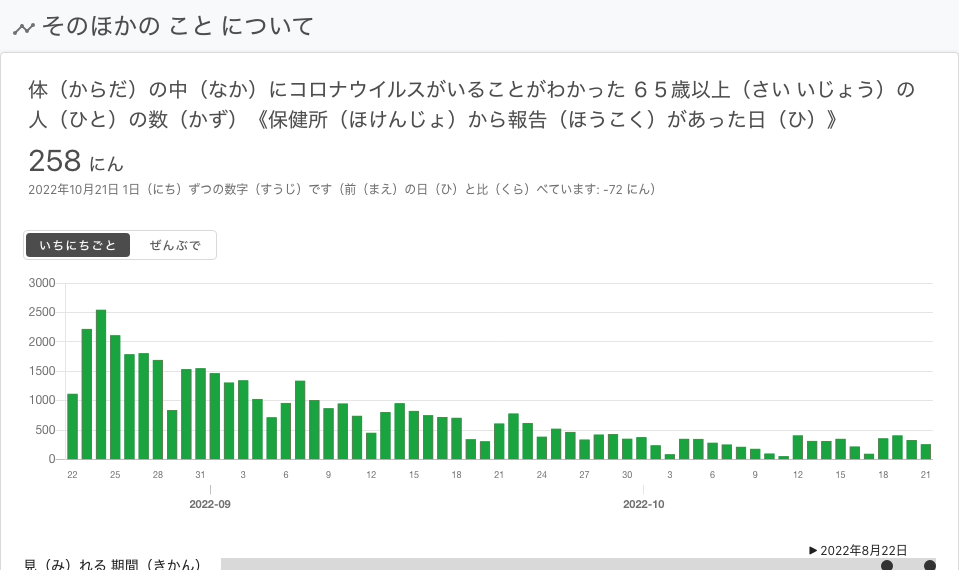 そのほかの こと について
体（からだ）の中（なか）にコロナウイルスがいることがわかった ６５歳以上（さい いじょう）の
人（ひと）の数（かず）《保健所（ほけんじょ）から報告（ほうこく）があった日（ひ）》
258 にん
2022年10月21日 1日（にち）ずつの数字（すうじ）です（前（まえ）の日（ひ）と比（くら）べています: -72 にん）
いちにちごと ぜんぶで
3000
2500
2000
1500
1000
500
0
22 25 28 31 3 6 9 12 15 18 21 24 27 30 3 6 9 12 15 18 21
2022-09 2022-10
▶ 2022年8月22日
見（み）れる 期間（きかん）